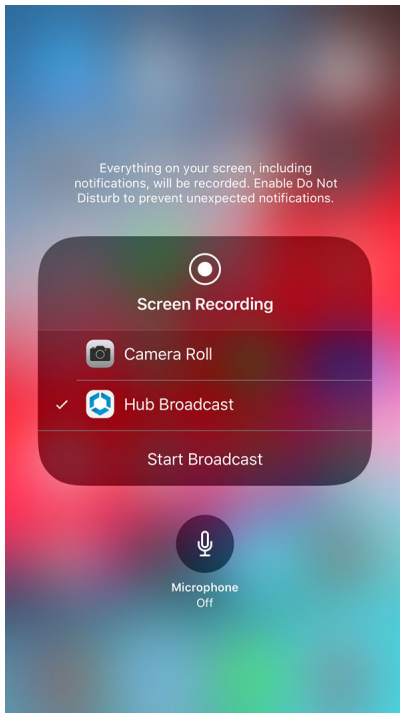 Everything on your screen, including
notifications, will be recorded. Enable Do Not
Disturb to prevent unexpected notifications.
Screen Recording
Camera Roll
Hub Broadcast
Start Broadcast
Microphone
Off